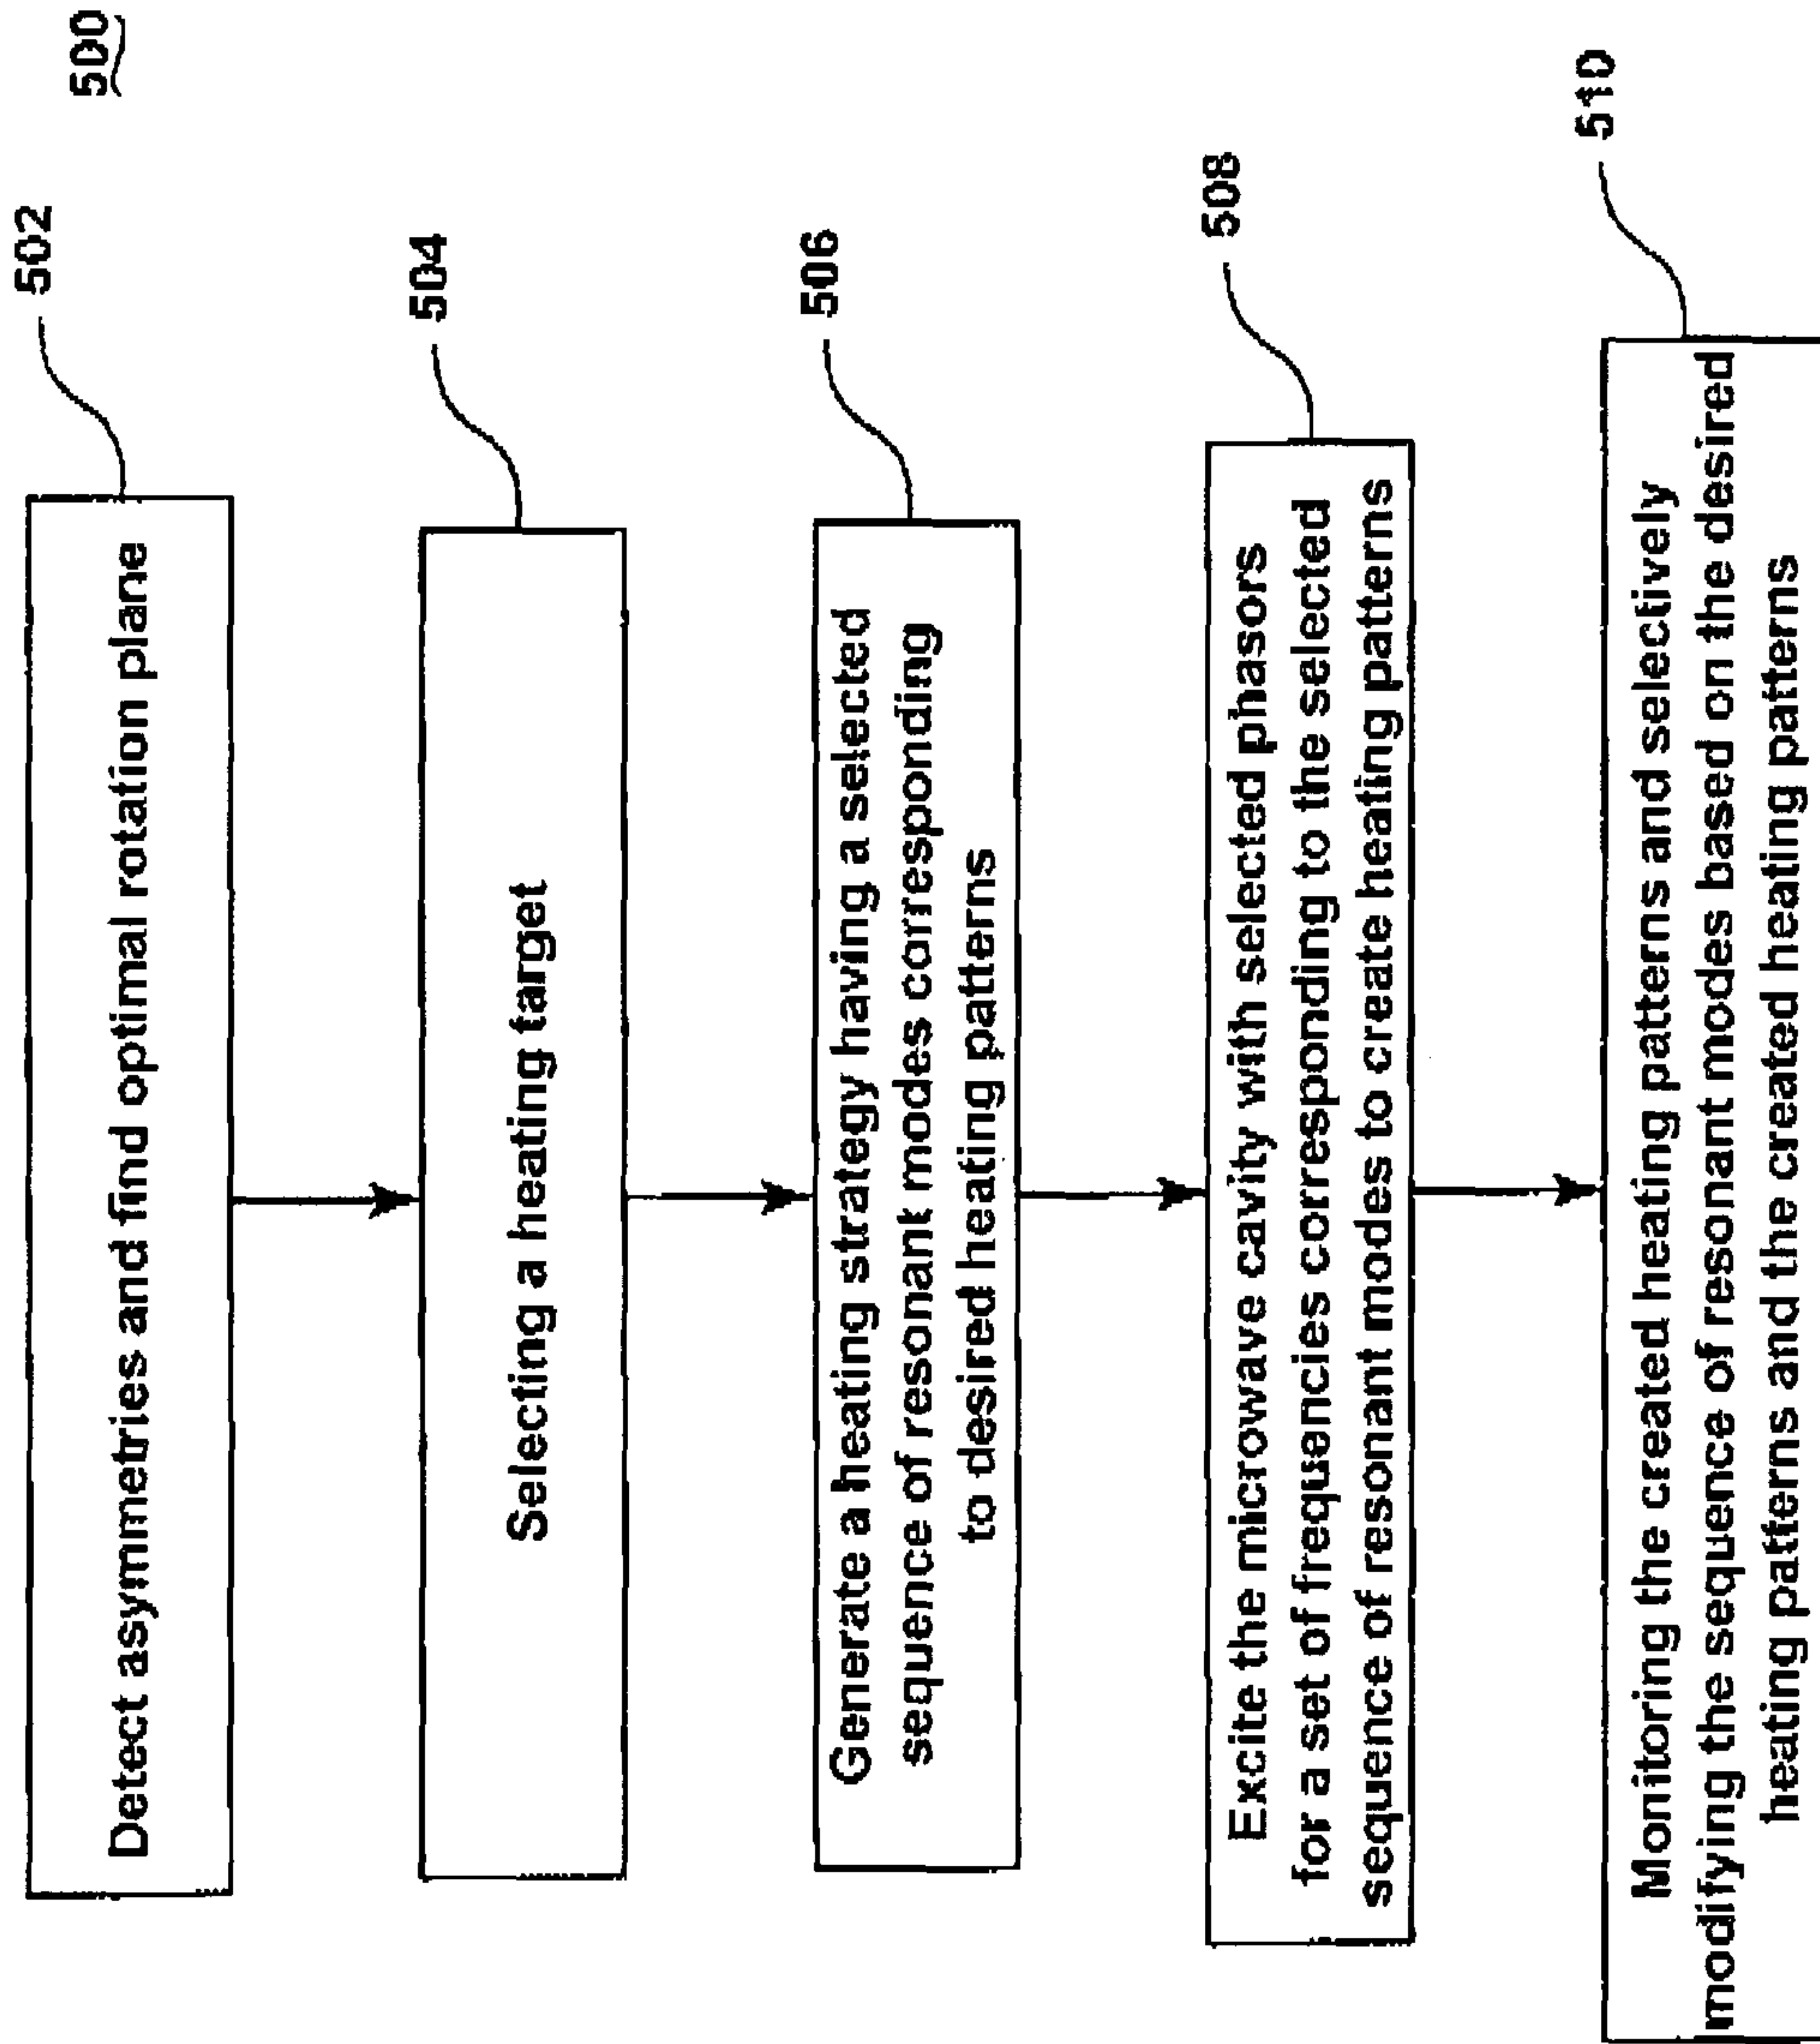 500
502
Detect asymmetries and find optimal rotation plane
504
Selecting a heating target
506
Generate a heating strategy having a selected
sequence of resonant modes corresponding
to desired heating patterns
508
Excite the microwave cavity with selected phasors
for a set of frequencies corresponding to the selected
sequence of resonant modes to create heating patterns
510
Monitoring the created heating patterns and selectively
modifying the sequence of resonant modes based on the desired
heating patterns and the created heating patterns